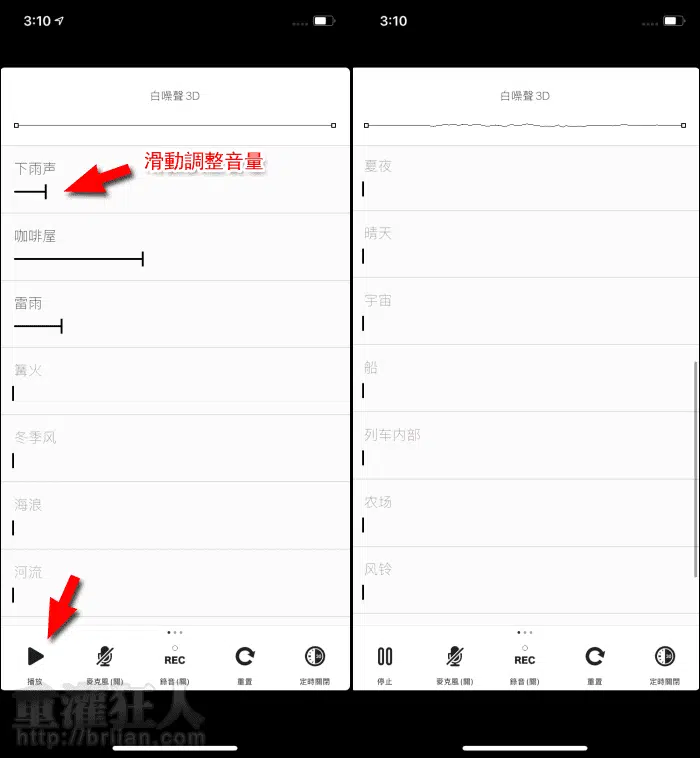 3:10
白噪聲3D
下雨声
滑動調整音量
咖啡屋
雷雨
篝火
冬季风
海浪
河流
REC
播放
麥克風(關)
錄音(關)
重置
定時關閉
3:10
白噪聲3D
夏夜
晴天
宇宙
船
列车内部
农场
风铃
REC
停止
麥克風(關)
錄音(關)
重置
定時關閉
重灌狂人
http://briian.com